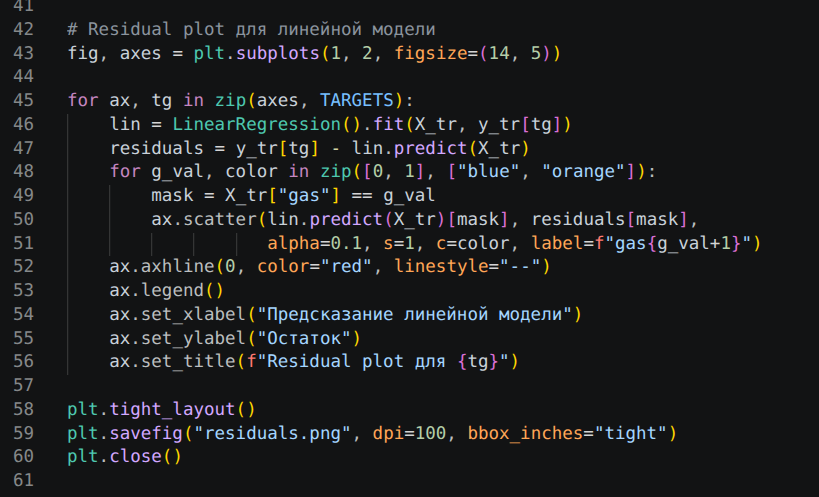 41
42 # Residual plot для линейной модели
43 fig, axes = plt.subplots(1, 2, figsize=(14, 5))
44
45 for ax, tg in zip(axes, TARGETS):
46     lin = LinearRegression().fit(X_tr, y_tr[tg])
47     residuals = y_tr[tg] - lin.predict(X_tr)
48     for g_val, color in zip([0, 1], ["blue", "orange"]):
49         mask = X_tr["gas"] == g_val
50         ax.scatter(lin.predict(X_tr)[mask], residuals[mask],
51                    alpha=0.1, s=1, c=color, label=f"gas{g_val+1}")
52     ax.axhline(0, color="red", linestyle="--")
53     ax.legend()
54     ax.set_xlabel("Предсказание линейной модели")
55     ax.set_ylabel("Остаток")
56     ax.set_title(f"Residual plot для {tg}")
57
58 plt.tight_layout()
59 plt.savefig("residuals.png", dpi=100, bbox_inches="tight")
60 plt.close()
61